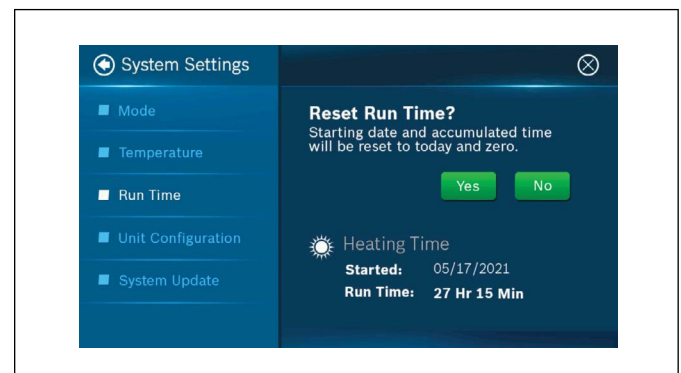 System Settings
Mode
Temperature
Run Time
Unit Configuration
System Update
Reset Run Time?
Starting date and accumulated time
will be reset to today and zero.
Yes No
Heating Time
Started: 05/17/2021
Run Time: 27 Hr 15 Min